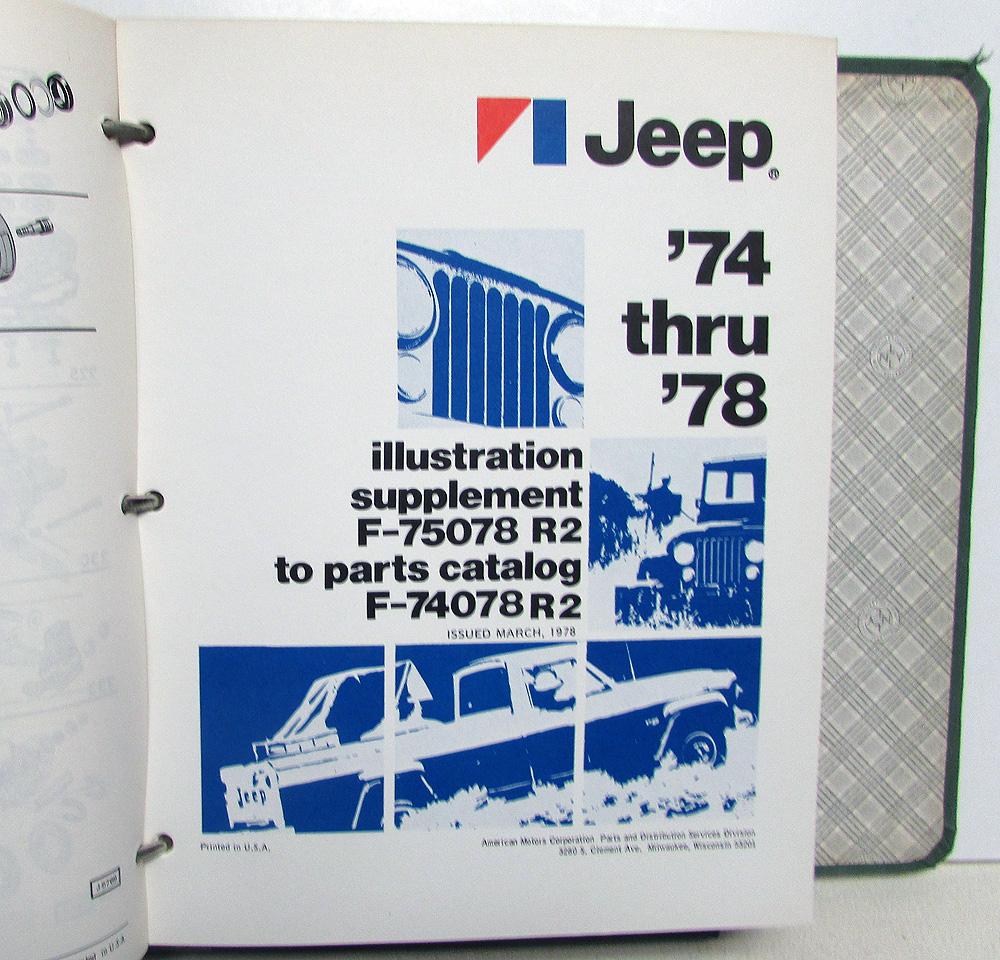 Jeep®
’74
thru
’78
illustration
supplement
F-75078 R2
to parts catalog
F-74078 R2
ISSUED MARCH, 1978
Jeep
Printed in U.S.A.
American Motors Corporation Parts and Distribution Services Division
3280 S. Clement Ave. Milwaukee, Wisconsin 53201
in U.S.A.